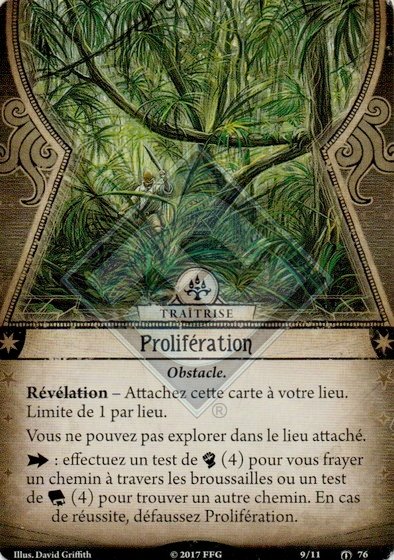 TRAÎTRISE
Prolifération
Obstacle.
Révélation – Attachez cette carte à votre lieu.
Limite de 1 par lieu.
Vous ne pouvez pas explorer dans le lieu attaché.
: effectuez un test de (4) pour vous frayer
un chemin à travers les broussailles ou un test
de (4) pour trouver un autre chemin. En cas
de réussite, défaussez Prolifération.
Illus. David Griffith © 2017 FFG 9/11 76
®